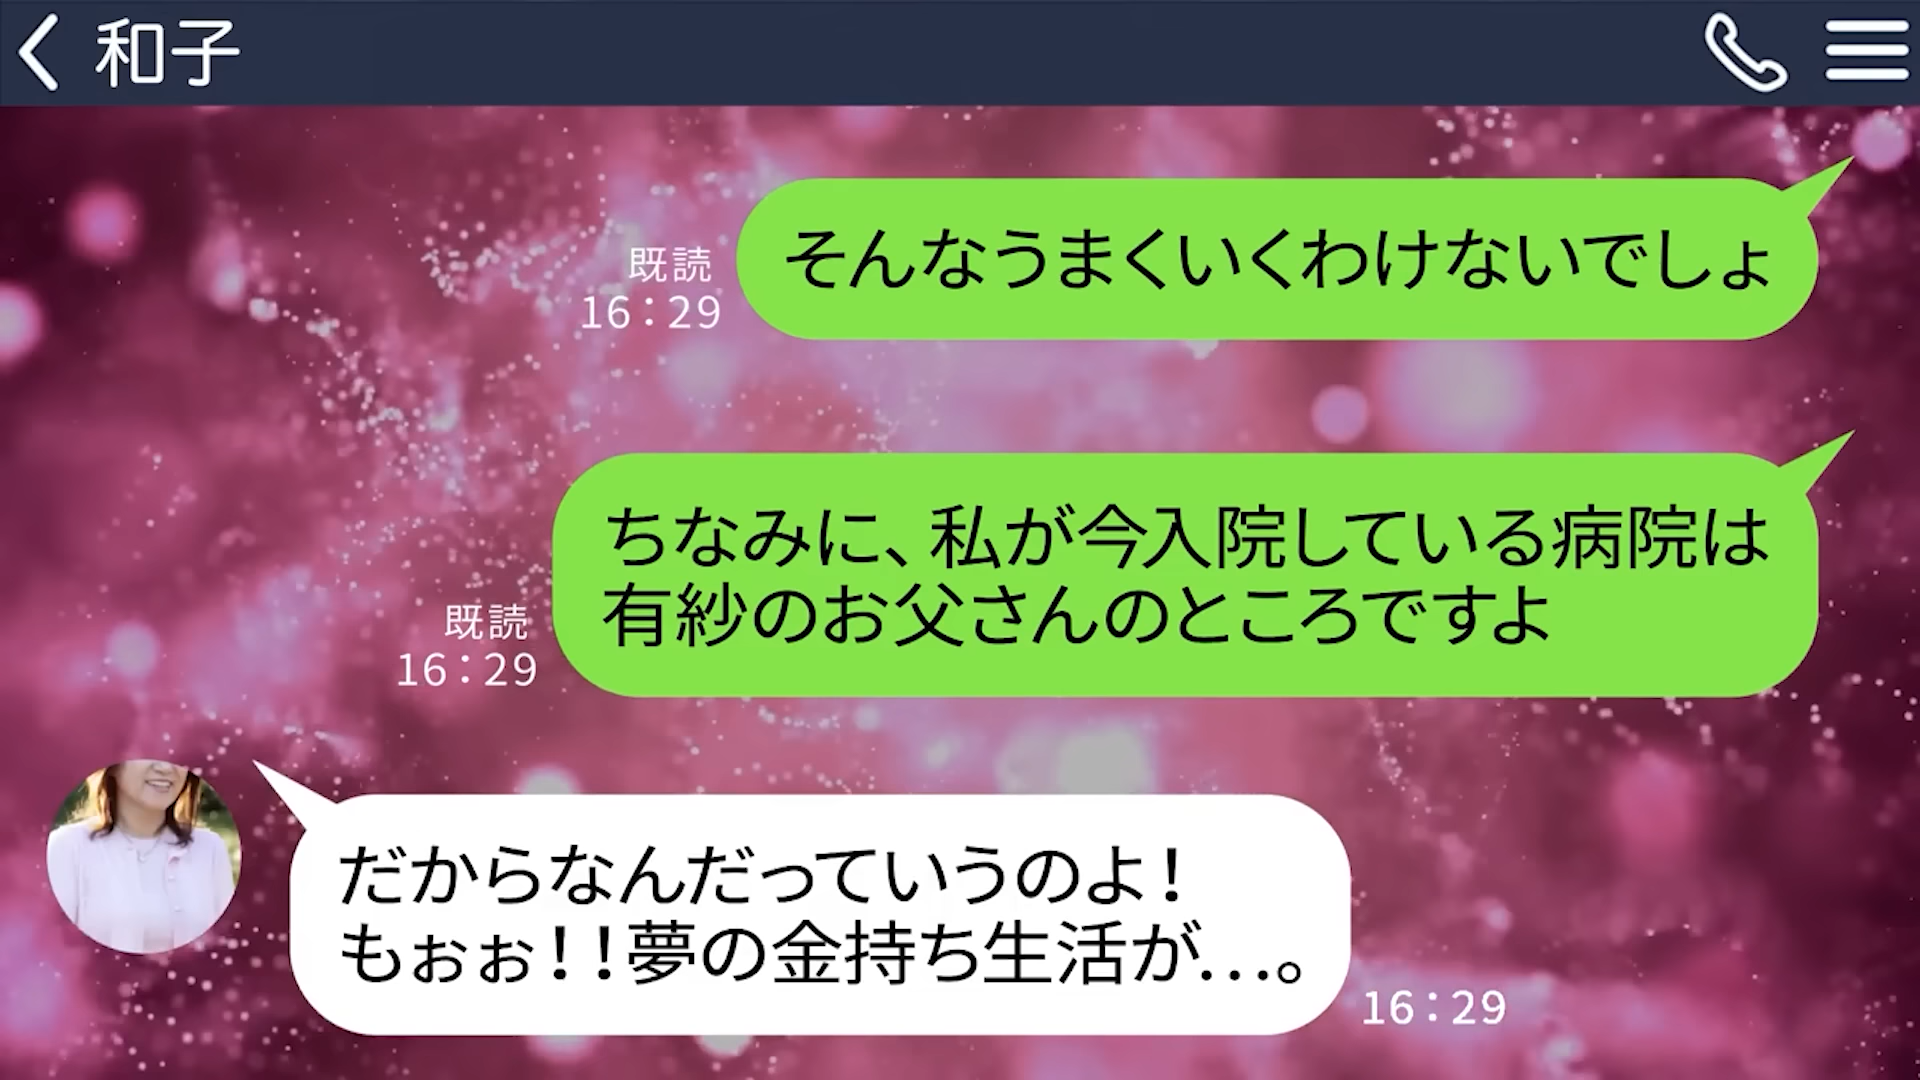 和子
そんなうまくいくわけないでしょ
既読
16:29
ちなみに、私が今入院している病院は
有紗のお父さんのところですよ
既読
16:29
だからなんだっていうのよ！
もぉぉ！！夢の金持ち生活が…。
16:29